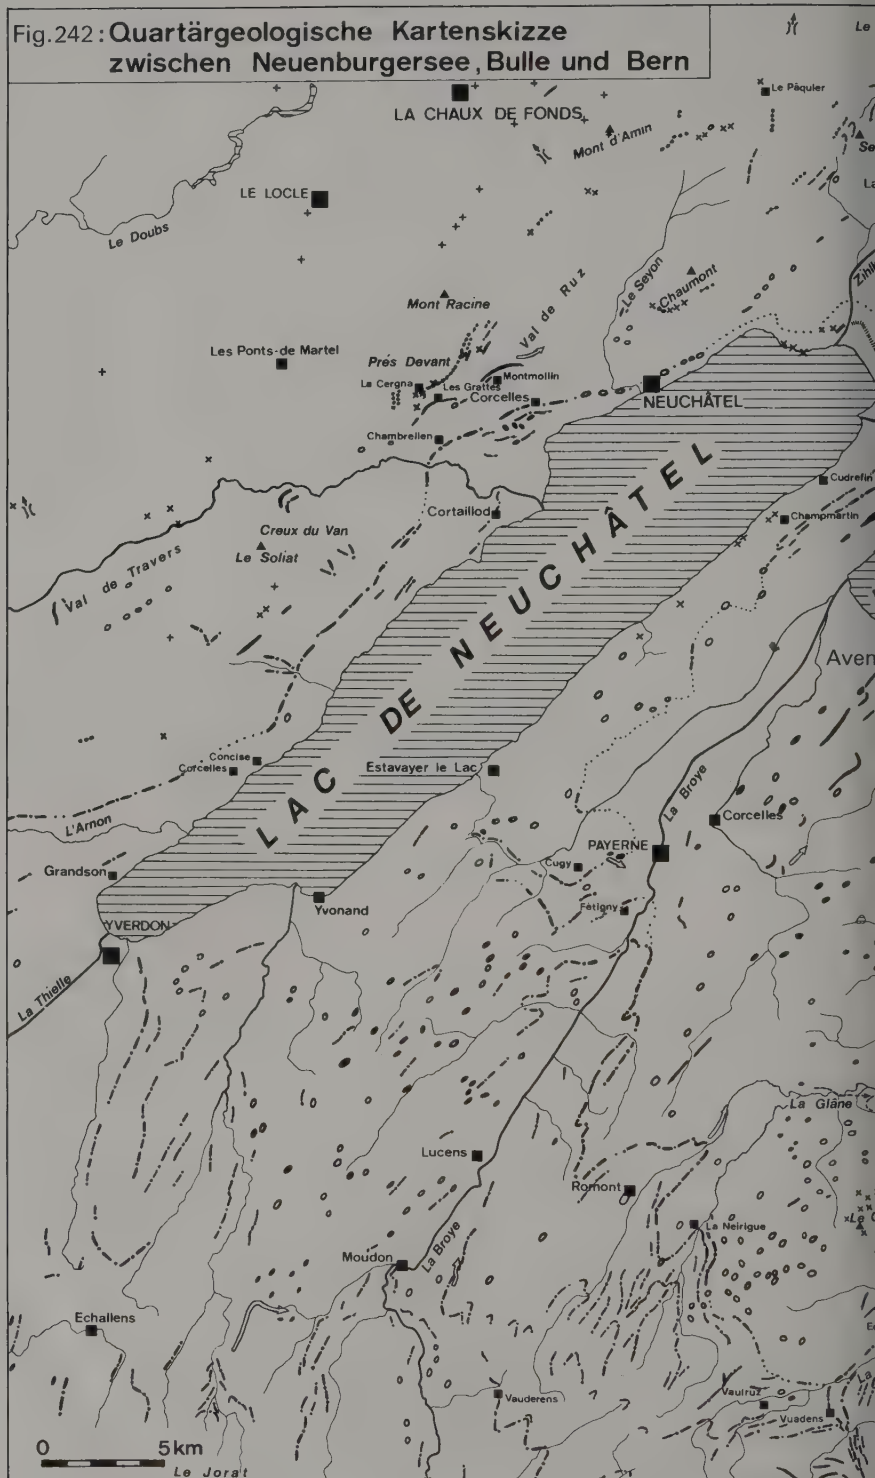 Fig.242: Quartärgeologische Kartenskizze
zwischen Neuenburgersee, Bulle und Bern
Le
Le Pâquier
LA CHAUX DE FONDS
Mont d'Amin
Se
La
LE LOCLE
Le Doubs
Le Seyon
Chaumont
Zihlk
Mont Racine
Val de Ruz
Les Ponts-de Martel
Prés Devant
La Cergna
Les Grattes
Montmollin
Corcelles
NEUCHÂTEL
Chambrelien
Cudrefin
Cortaillod
Champmartin
Creux du Van
Le Soliat
Val de Travers
LAC DE NEUCHÂTEL
Aven
Concise
Corcelles
Estavayer le Lac
La Broye
L'Arnon
Corcelles
PAYERNE
Grandson
Cugy
Yvonand
Fétigny
YVERDON
La Thielle
La Glâne
Lucens
Romont
La Neirigue
Moudon
La Broye
Echallens
Vauderens
Vaulruz
Vuadens
0 5km
Le Jorat